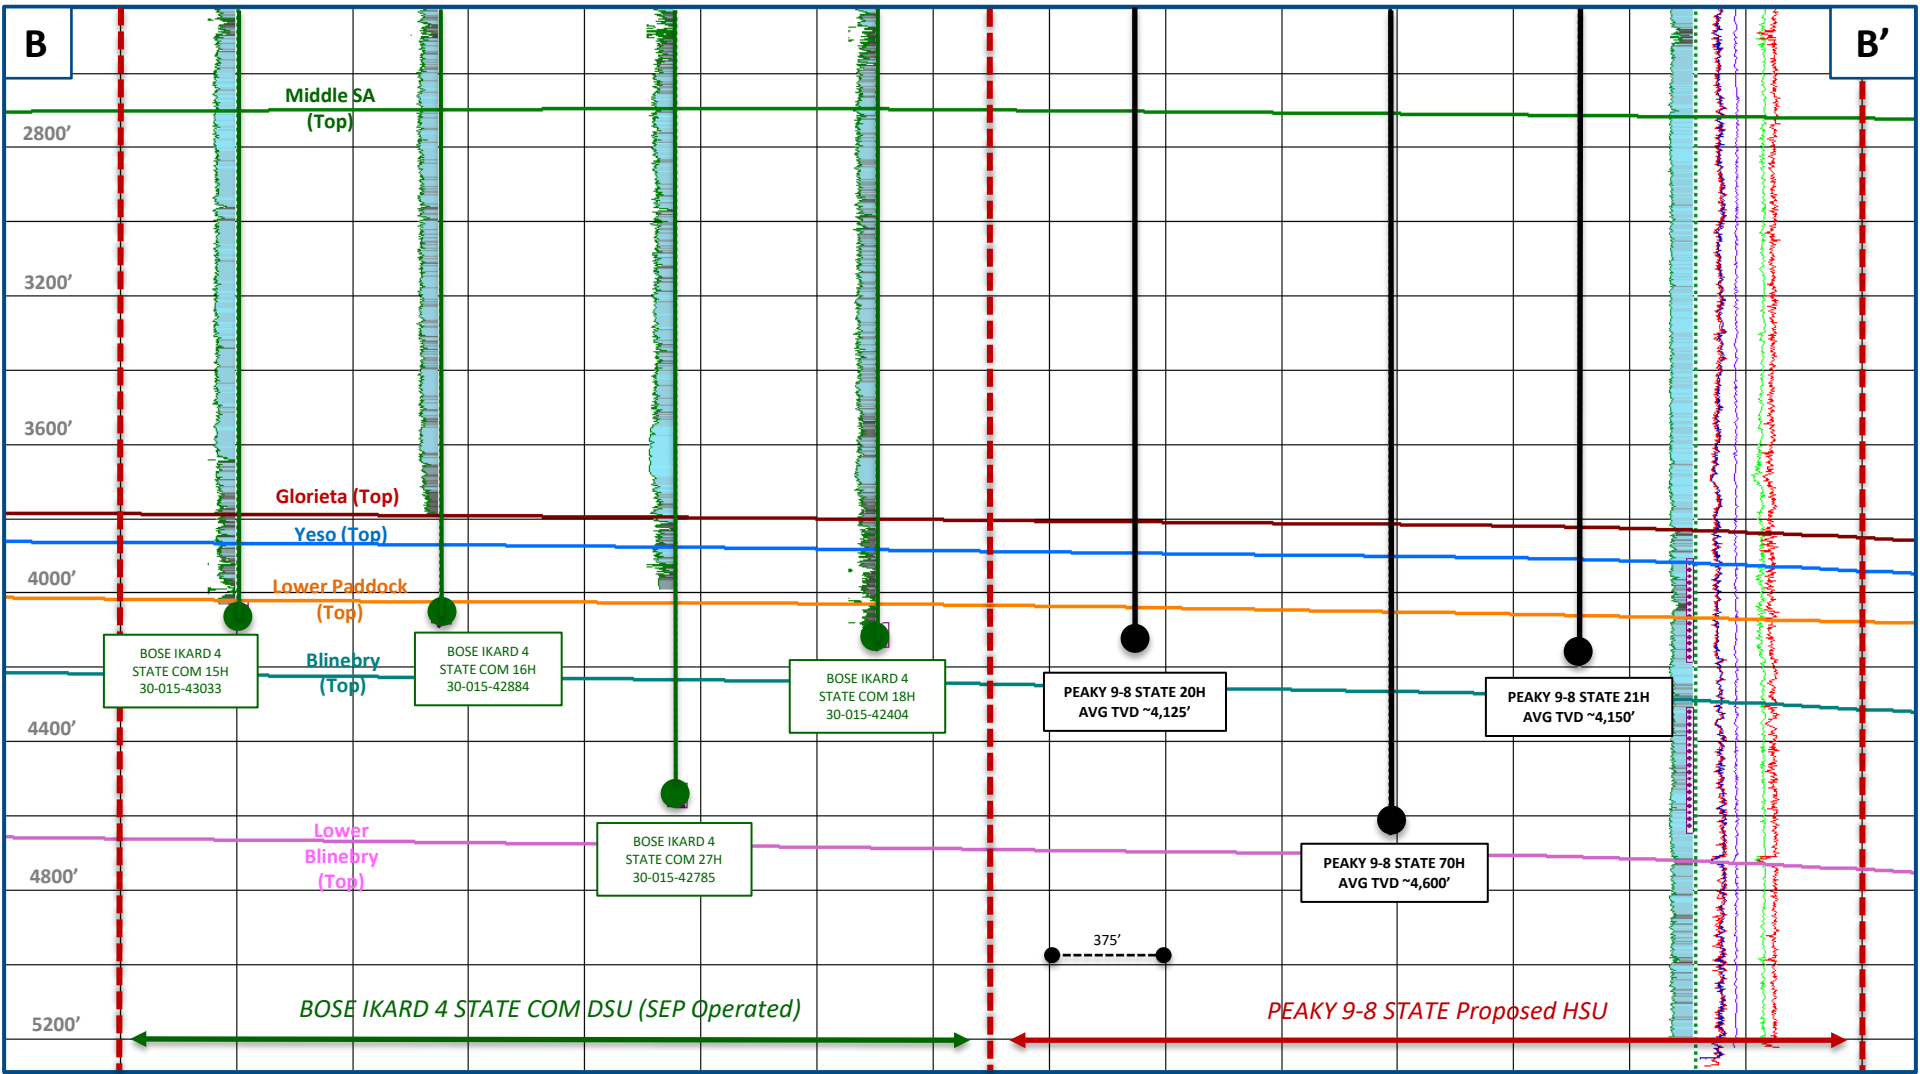 B
B’
Middle SA
(Top)
2800’
3200’
3600’
Glorieta (Top)
Yeso (Top)
4000’
Lower Paddock
(Top)
BOSE IKARD 4
STATE COM 15H
30-015-43033
Blinebry
(Top)
BOSE IKARD 4
STATE COM 16H
30-015-42884
BOSE IKARD 4
STATE COM 18H
30-015-42404
PEAKY 9-8 STATE 20H
AVG TVD ~4,125’
PEAKY 9-8 STATE 21H
AVG TVD ~4,150’
4400’
Lower
Blinebry
(Top)
BOSE IKARD 4
STATE COM 27H
30-015-42785
PEAKY 9-8 STATE 70H
AVG TVD ~4,600’
4800’
375’
BOSE IKARD 4 STATE COM DSU (SEP Operated)
PEAKY 9-8 STATE Proposed HSU
5200’